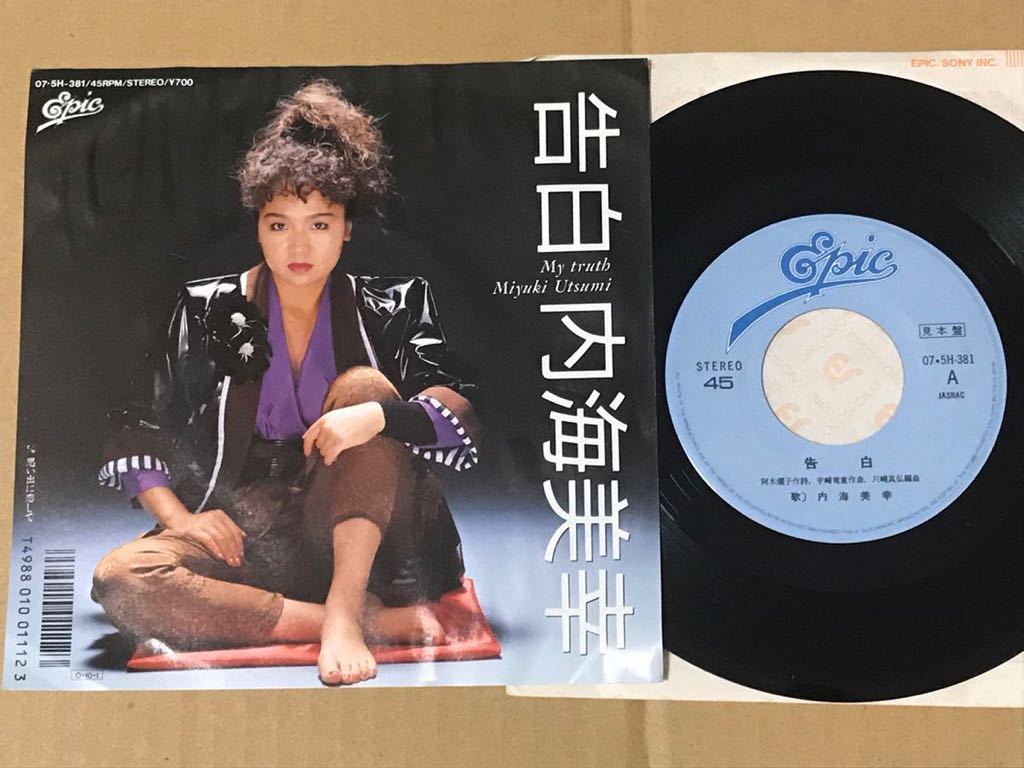 07·5H-381/45RPM/STEREO/¥700
Epic
告白
My truth
Miyuki Utsumi
内海美幸
T4988 010 01112 3
O·10·1
EPIC/SONY INC.
Epic
STEREO
45
見本盤
07·5H-381
A
JASRAC
告白
阿木燿子作詩、宇崎竜童作曲、川崎真弘編曲
歌)内海美幸